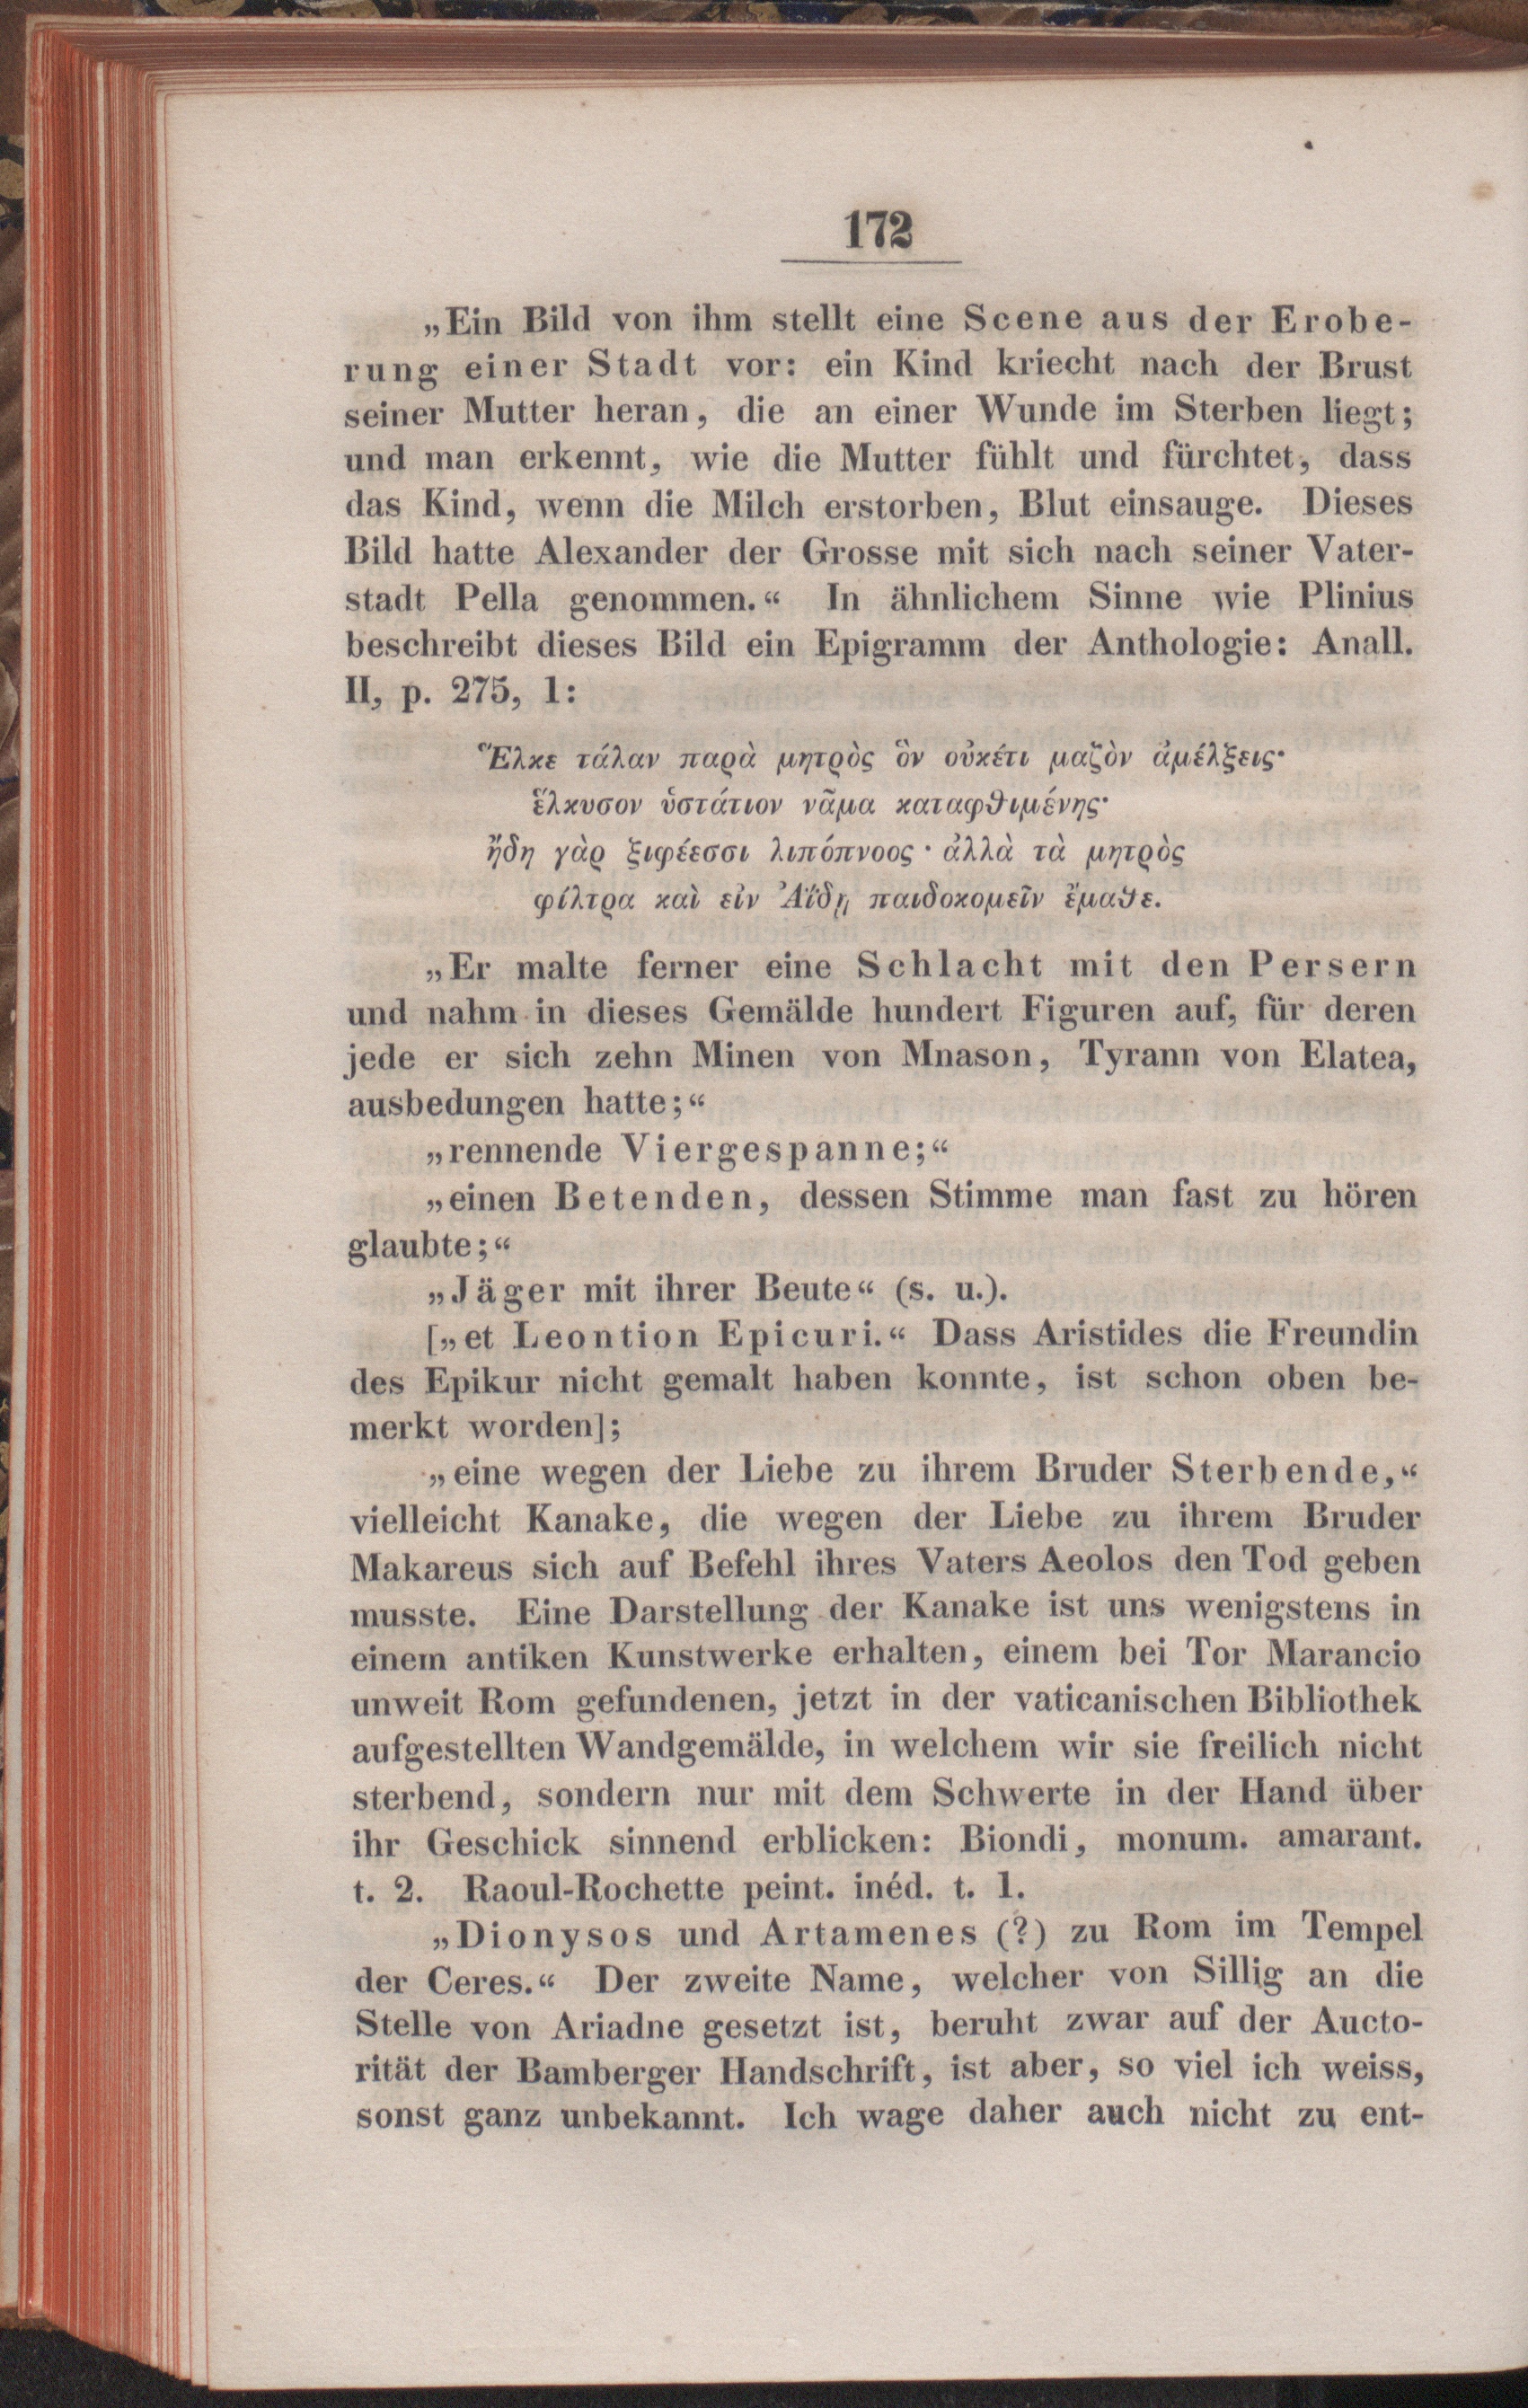 172
„Ein Bild von ihm stellt eine Scene aus der Erobe-
rung einer Stadt vor: ein Kind kriecht nach der Brust
seiner Mutter heran, die an einer Wunde im Sterben liegt;
und man erkennt, wie die Mutter fühlt und fürchtet, dass
das Kind, wenn die Milch erstorben, Blut einsauge. Dieses
Bild hatte Alexander der Grosse mit sich nach seiner Vater-
stadt Pella genommen.“ In ähnlichem Sinne wie Plinius
beschreibt dieses Bild ein Epigramm der Anthologie: Anall.
II, p. 275, 1:
Ἕλκε τάλαν παρὰ μητρὸς ὃν οὐκέτι μαζὸν ἀμέλξεις·
ἕλκυσον ὑστάτιον νᾶμα καταφθιμένης·
ἤδη γὰρ ξιφέεσσι λιπόπνοος· ἀλλὰ τὰ μητρὸς
φίλτρα καὶ εἰν Ἀΐδῃ παιδοκομεῖν ἔμαθε.
„Er malte ferner eine Schlacht mit den Persern
und nahm in dieses Gemälde hundert Figuren auf, für deren
jede er sich zehn Minen von Mnason, Tyrann von Elatea,
ausbedungen hatte;“
„rennende Viergespanne;“
„einen Betenden, dessen Stimme man fast zu hören
glaubte;“
„Jäger mit ihrer Beute“ (s. u.).
[„et Leontion Epicuri.“ Dass Aristides die Freundin
des Epikur nicht gemalt haben konnte, ist schon oben be-
merkt worden];
„eine wegen der Liebe zu ihrem Bruder Sterbende,“
vielleicht Kanake, die wegen der Liebe zu ihrem Bruder
Makareus sich auf Befehl ihres Vaters Aeolos den Tod geben
musste. Eine Darstellung der Kanake ist uns wenigstens in
einem antiken Kunstwerke erhalten, einem bei Tor Marancio
unweit Rom gefundenen, jetzt in der vaticanischen Bibliothek
aufgestellten Wandgemälde, in welchem wir sie freilich nicht
sterbend, sondern nur mit dem Schwerte in der Hand über
ihr Geschick sinnend erblicken: Biondi, monum. amarant.
t. 2. Raoul-Rochette peint. inéd. t. 1.
„Dionysos und Artamenes (?) zu Rom im Tempel
der Ceres.“ Der zweite Name, welcher von Sillig an die
Stelle von Ariadne gesetzt ist, beruht zwar auf der Aucto-
rität der Bamberger Handschrift, ist aber, so viel ich weiss,
sonst ganz unbekannt. Ich wage daher auch nicht zu ent-